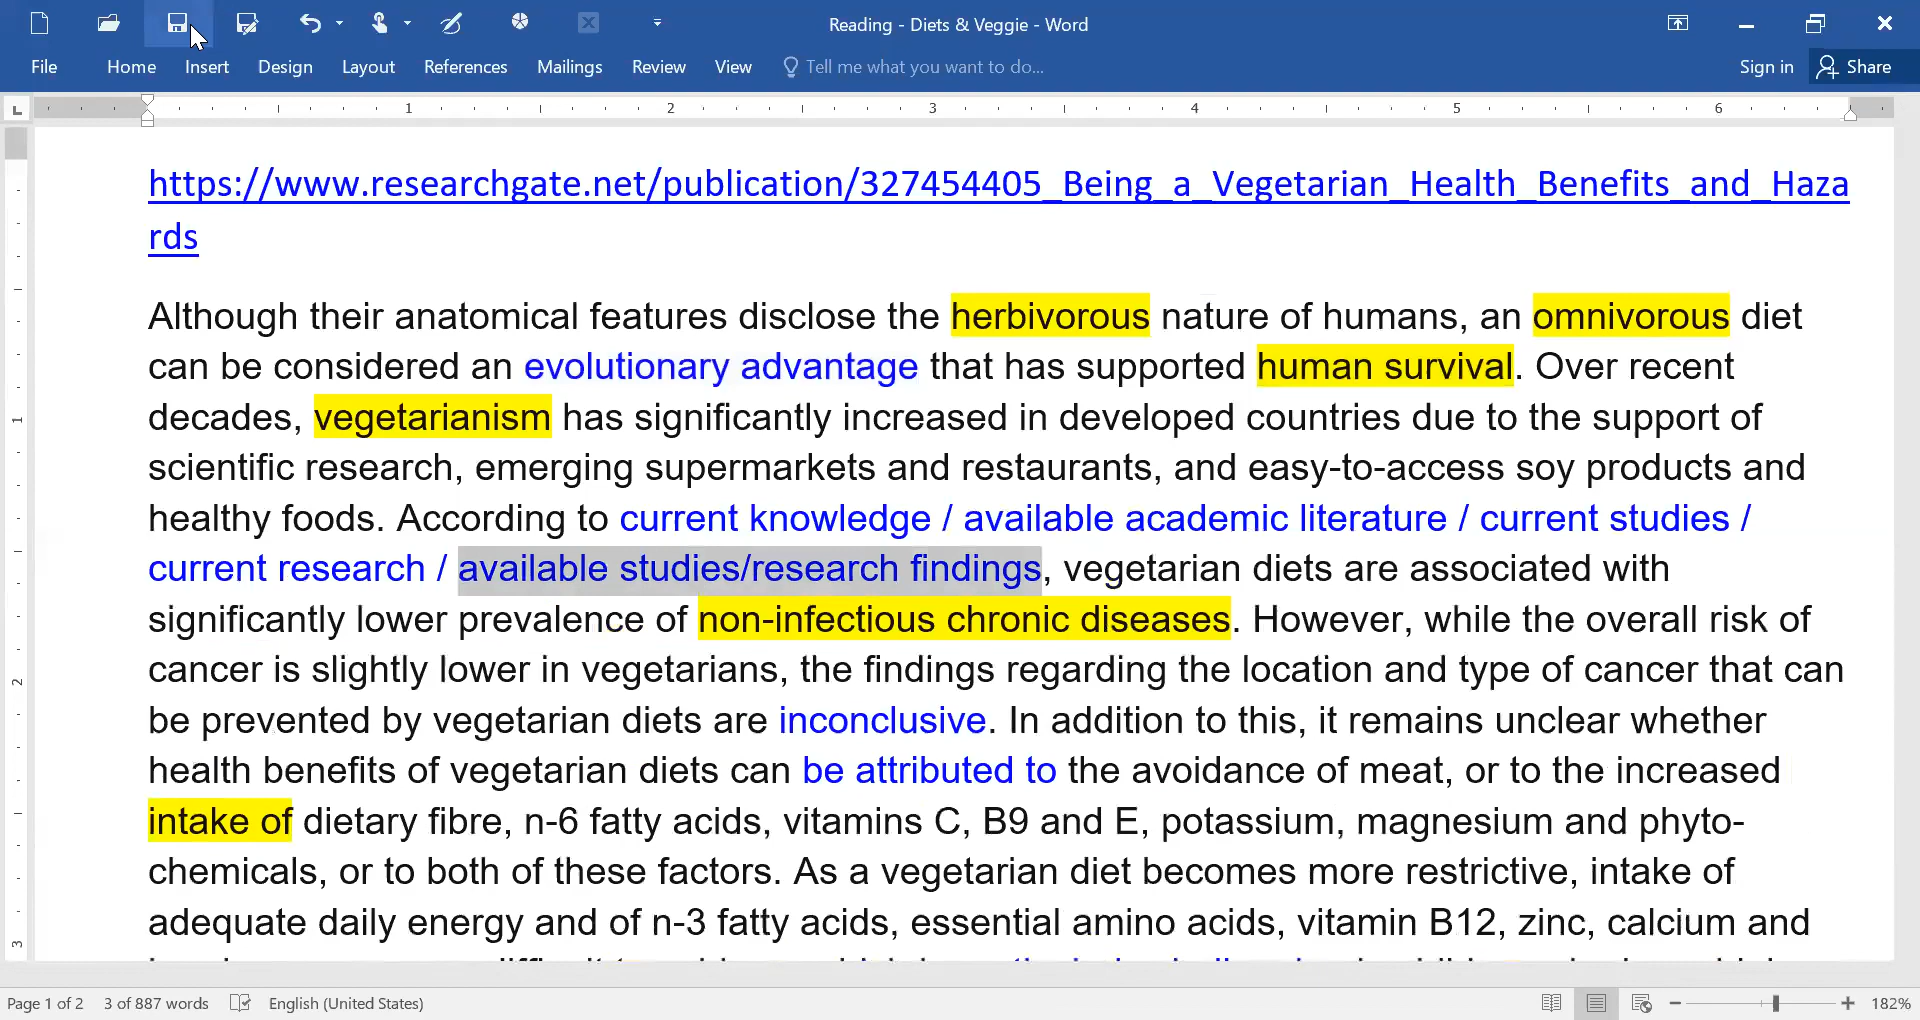 Reading - Diets & Veggie - Word
File Home Insert Design Layout References Mailings Review View Tell me what you want to do... Sign in Share
L 1 2 3 4 5 6
https://www.researchgate.net/publication/327454405_Being_a_Vegetarian_Health_Benefits_and_Haza
rds
Although their anatomical features disclose the herbivorous nature of humans, an omnivorous diet
can be considered an evolutionary advantage that has supported human survival. Over recent
decades, vegetarianism has significantly increased in developed countries due to the support of
scientific research, emerging supermarkets and restaurants, and easy-to-access soy products and
healthy foods. According to current knowledge / available academic literature / current studies /
current research / available studies/research findings, vegetarian diets are associated with
significantly lower prevalence of non-infectious chronic diseases. However, while the overall risk of
cancer is slightly lower in vegetarians, the findings regarding the location and type of cancer that can
be prevented by vegetarian diets are inconclusive. In addition to this, it remains unclear whether
health benefits of vegetarian diets can be attributed to the avoidance of meat, or to the increased
intake of dietary fibre, n-6 fatty acids, vitamins C, B9 and E, potassium, magnesium and phyto-
chemicals, or to both of these factors. As a vegetarian diet becomes more restrictive, intake of
adequate daily energy and of n-3 fatty acids, essential amino acids, vitamin B12, zinc, calcium and
1
2
3
Page 1 of 2 3 of 887 words English (United States) 182%